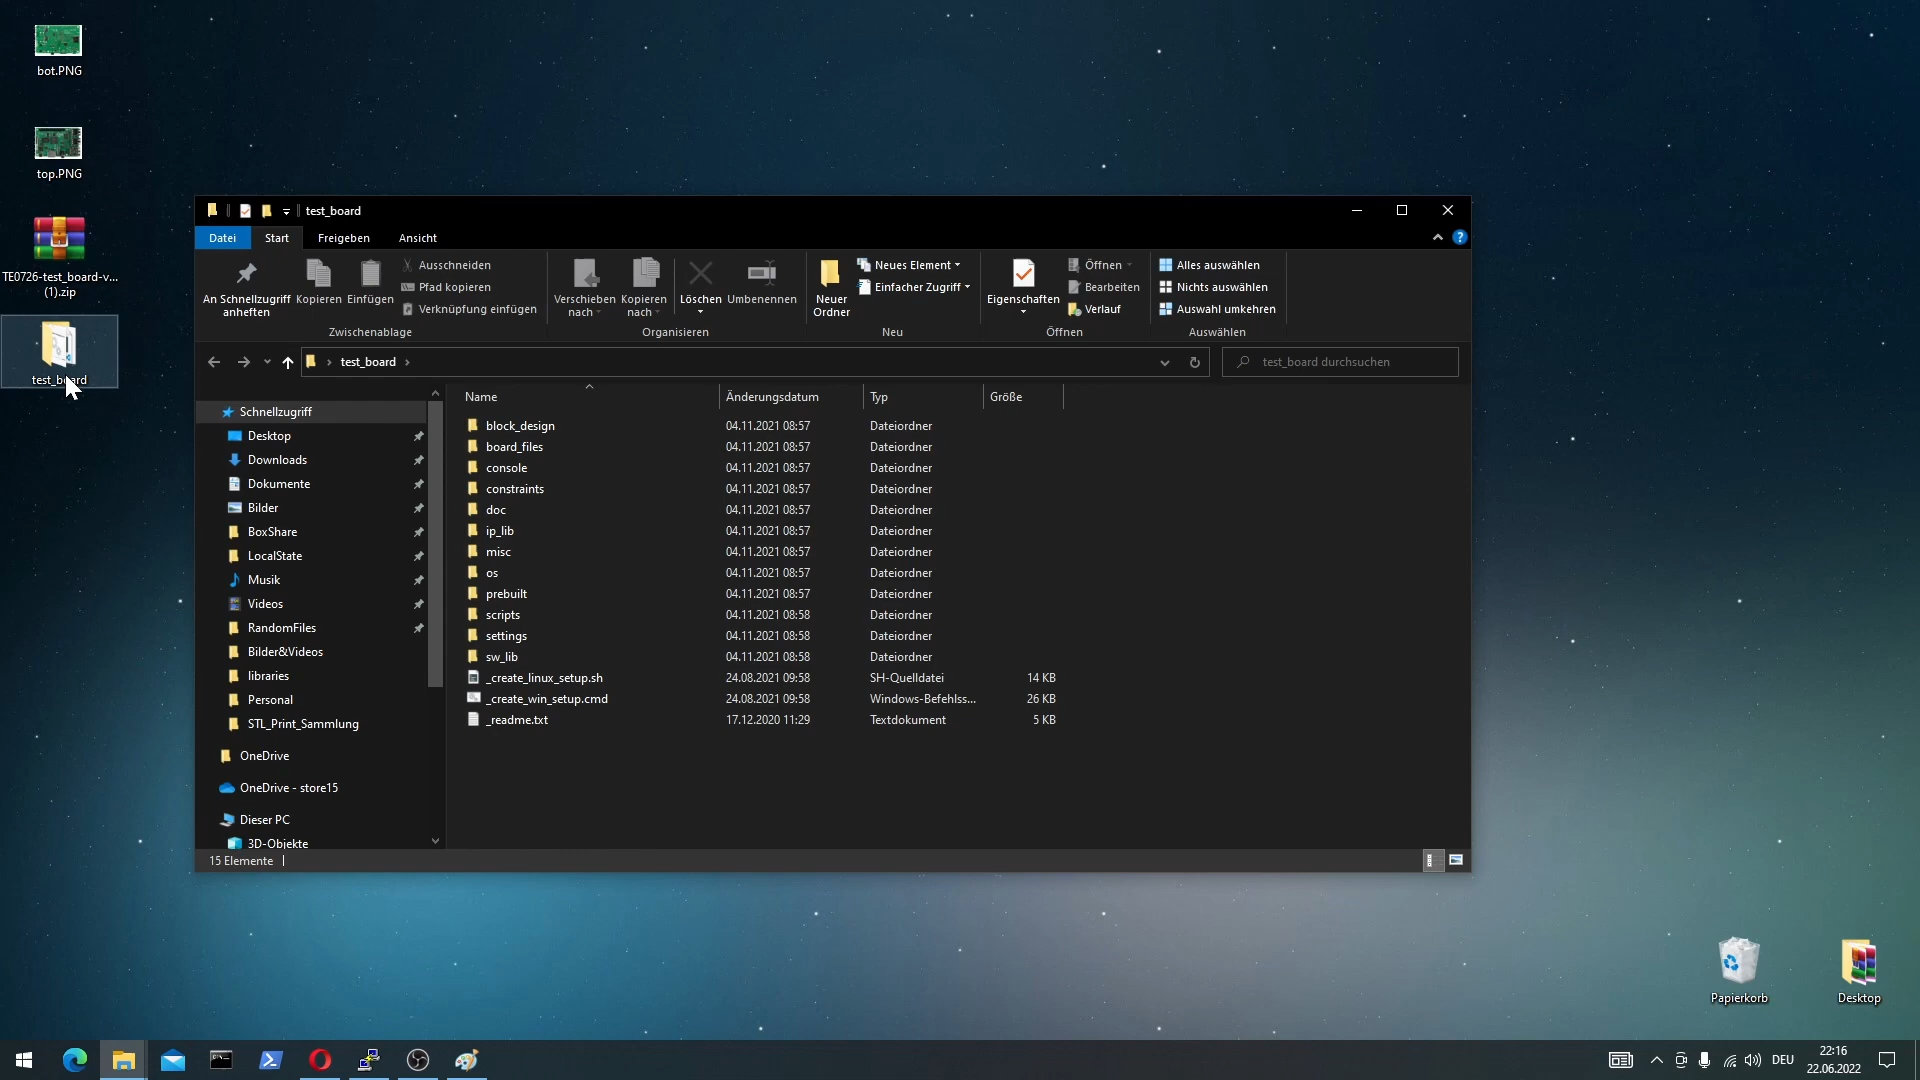 bot.PNG
top.PNG
TE0726-test_board-v...
(1).zip
test_board
test_board
Datei
Start
Freigeben
Ansicht
An Schnellzugriff
anheften
Kopieren
Einfügen
Ausschneiden
Pfad kopieren
Verknüpfung einfügen
Zwischenablage
Verschieben
nach
Kopieren
nach
Löschen
Umbenennen
Organisieren
Neuer
Ordner
Neues Element
Einfacher Zugriff
Neu
Eigenschaften
Öffnen
Bearbeiten
Verlauf
Öffnen
Alles auswählen
Nichts auswählen
Auswahl umkehren
Auswählen
test_board
test_board durchsuchen
Schnellzugriff
Desktop
Downloads
Dokumente
Bilder
BoxShare
LocalState
Musik
Videos
RandomFiles
Bilder&Videos
libraries
Personal
STL_Print_Sammlung
OneDrive
OneDrive - store15
Dieser PC
3D-Objekte
Name Änderungsdatum Typ Größe
block_design 04.11.2021 08:57 Dateiordner
board_files 04.11.2021 08:57 Dateiordner
console 04.11.2021 08:57 Dateiordner
constraints 04.11.2021 08:57 Dateiordner
doc 04.11.2021 08:57 Dateiordner
ip_lib 04.11.2021 08:57 Dateiordner
misc 04.11.2021 08:57 Dateiordner
os 04.11.2021 08:57 Dateiordner
prebuilt 04.11.2021 08:57 Dateiordner
scripts 04.11.2021 08:58 Dateiordner
settings 04.11.2021 08:58 Dateiordner
sw_lib 04.11.2021 08:58 Dateiordner
_create_linux_setup.sh 24.08.2021 09:58 SH-Quelldatei 14 KB
_create_win_setup.cmd 24.08.2021 09:58 Windows-Befehlss... 26 KB
_readme.txt 17.12.2020 11:29 Textdokument 5 KB
15 Elemente
Papierkorb
Desktop
DEU
22:16
22.06.2022